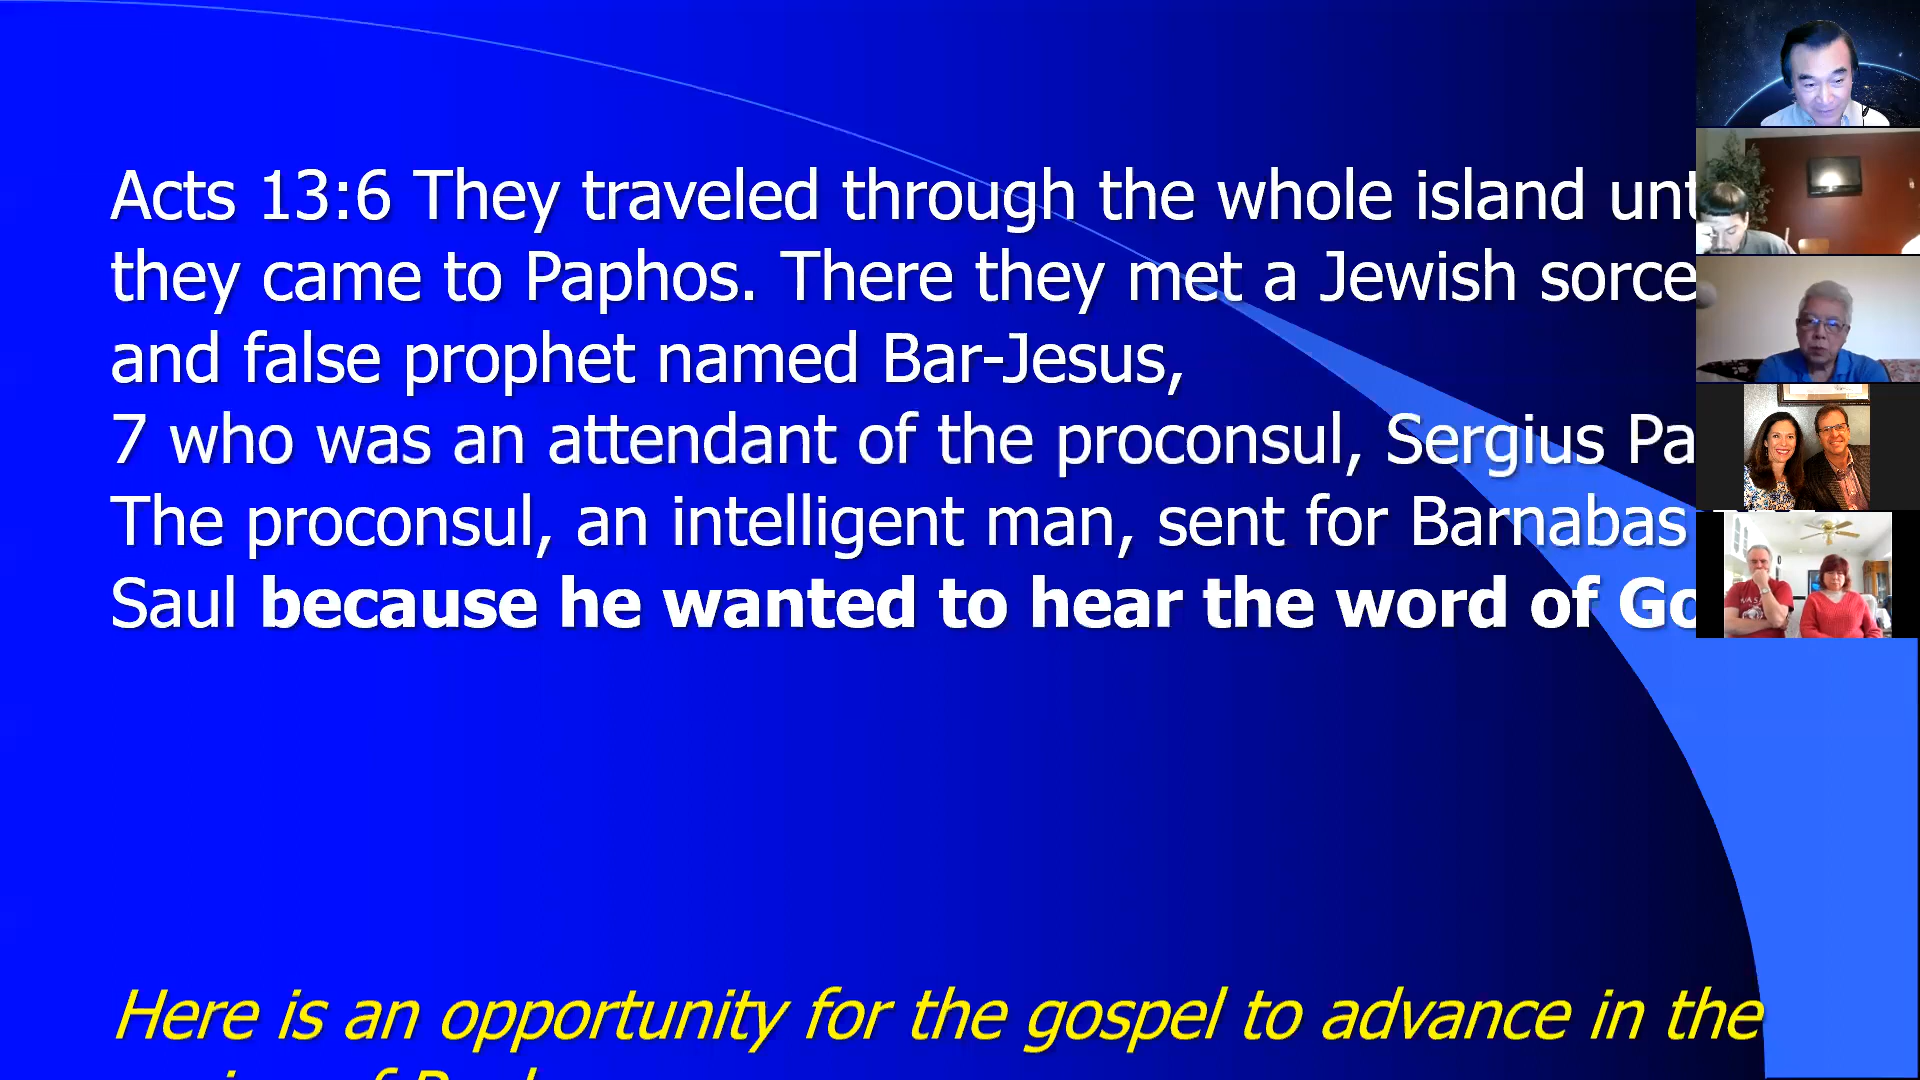 Acts 13:6 They traveled through the whole island
they came to Paphos. There they met a Jewish
and false prophet named Bar-Jesus,
7 who was an attendant of the proconsul, Sergius
The proconsul, an intelligent man, sent for Barnabas
Saul because he wanted to hear the word of
Here is an opportunity for the gospel to advance in the